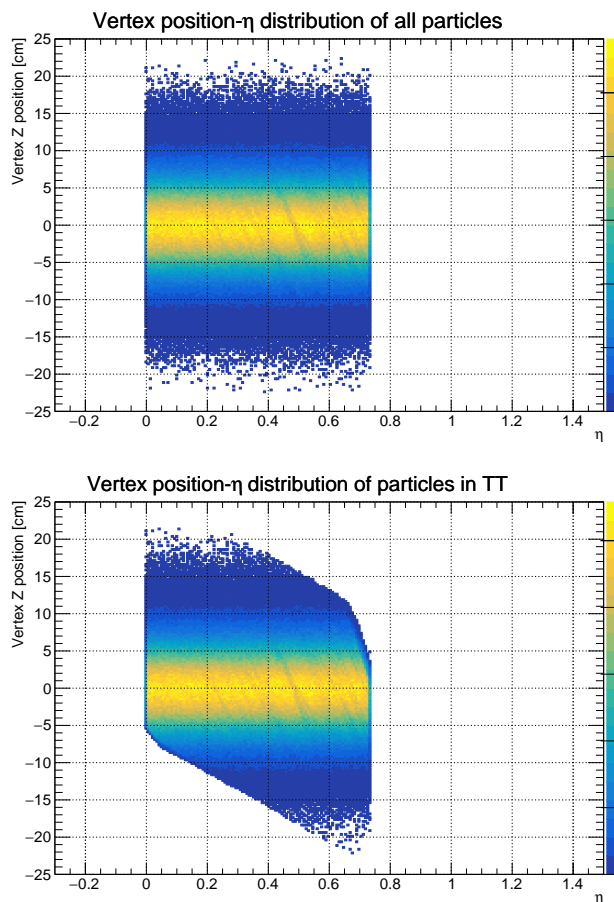 Vertex position-η distribution of all particles
Vertex Z position [cm]
25
20
15
10
5
0
−5
−10
−15
−20
−25
−0.2 0 0.2 0.4 0.6 0.8 1 1.2 1.4
η
Vertex position-η distribution of particles in TT
Vertex Z position [cm]
25
20
15
10
5
0
−5
−10
−15
−20
−25
−0.2 0 0.2 0.4 0.6 0.8 1 1.2 1.4
η